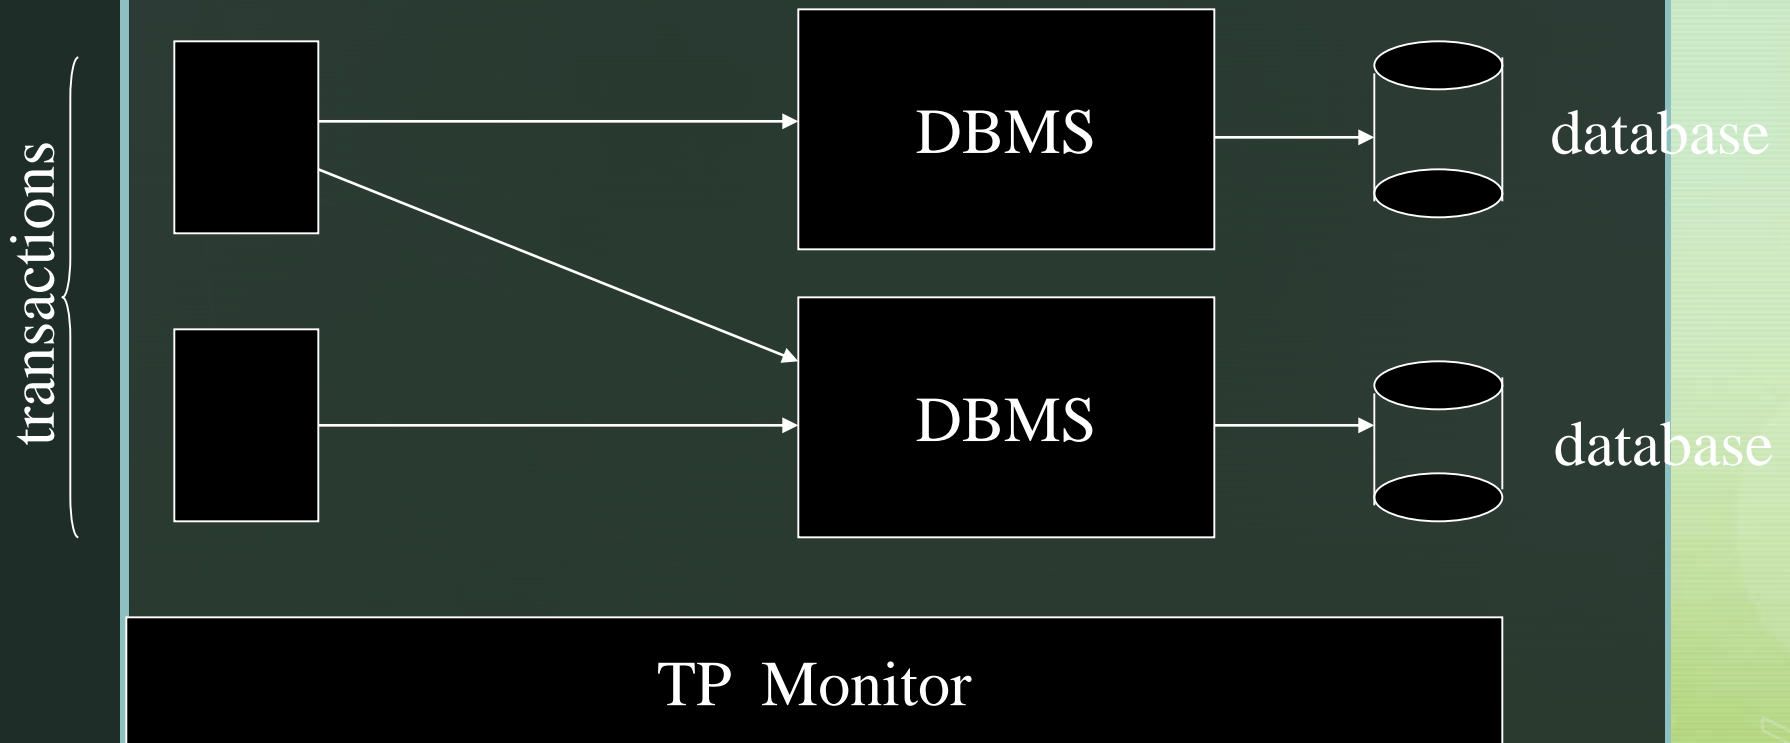 transactions
DBMS
database
DBMS
database
TP Monitor